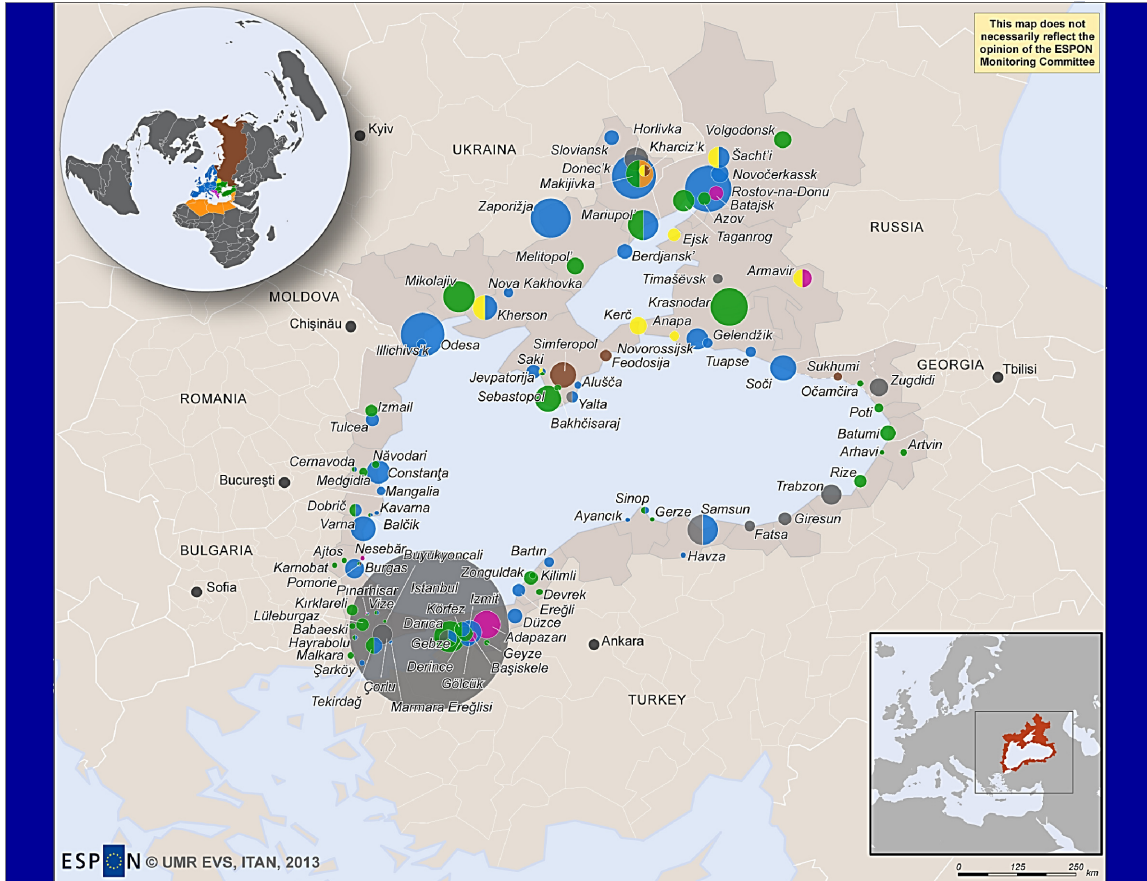 This map does not
necessarily reflect the
opinion of the ESPON
Monitoring Committee
Kyiv
UKRAINA
Horlivka
Volgodonsk
Sloviansk
Kharciz'k
Donec'k
Šacht'i
Makijivka
Novočerkassk
Rostov-na-Donu
Zaporižja
Mariupolj
Batajsk
Azov
Taganrog
RUSSIA
Ejsk
Melitopol'
Berdjansk'
Mikolajiv
Nova Kakhovka
Timašëvsk
Armavir
MOLDOVA
Kherson
Krasnodar
Chişinău
Kerč
Anapa
Odesa
Simferopol
Gelendžik
Illichivs'k
Novorossijsk
Feodosija
Tuapse
Saki
Sukhumi
GEORGIA
Tbilisi
Jevpatorija
Alušča
Soči
Zugdidi
ROMANIA
Očamčira
Izmail
Sebastopol
Yalta
Poti
Bakhčisaraj
Tulcea
Batumi
Artvin
Arhavi
Cernavoda
Năvodari
Constanţa
Rize
Bucureşti
Medgidia
Trabzon
Mangalia
Dobrič
Kavarna
Sinop
Samsun
Varna
Balčik
Ayancık
Gerze
Giresun
Fatsa
BULGARIA
Ajtos
Nesebăr
Buyükyoncali
Bartın
Havza
Karnobat
Burgas
Zonguldak
Kilimli
Sofia
Pomorie
Pınarhisar
Istanbul
Izmit
Devrek
Kırklareli
Vize
Körfez
Ereğli
Lüleburgaz
Darıca
Düzce
Babaeski
Adapazarı
Ankara
Hayrabolu
Gebze
Geyze
Malkara
Derince
Başiskele
Şarköy
Gölcük
Çorlu
Tekirdağ
Marmara Ereğlisi
TURKEY
ESPON © UMR EVS, ITAN, 2013
0 125 250 km